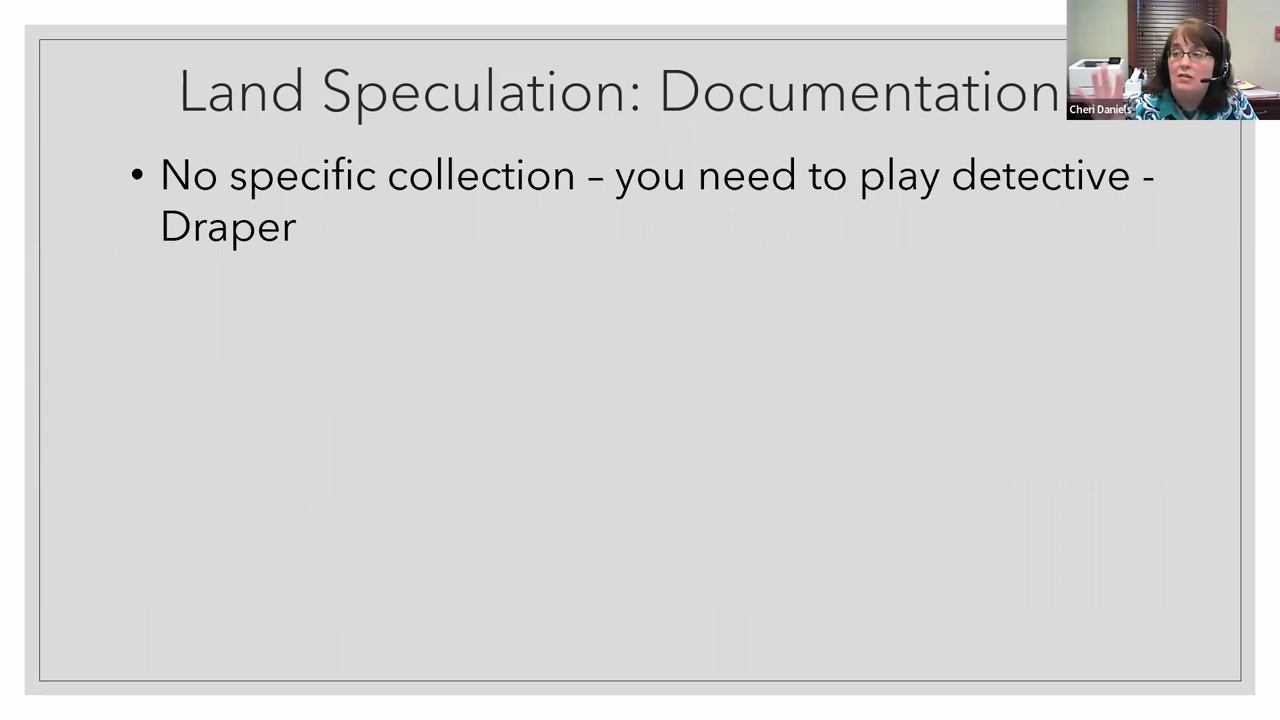 Land Speculation: Documentation
Cheri Daniels
• No specific collection – you need to play detective -
Draper